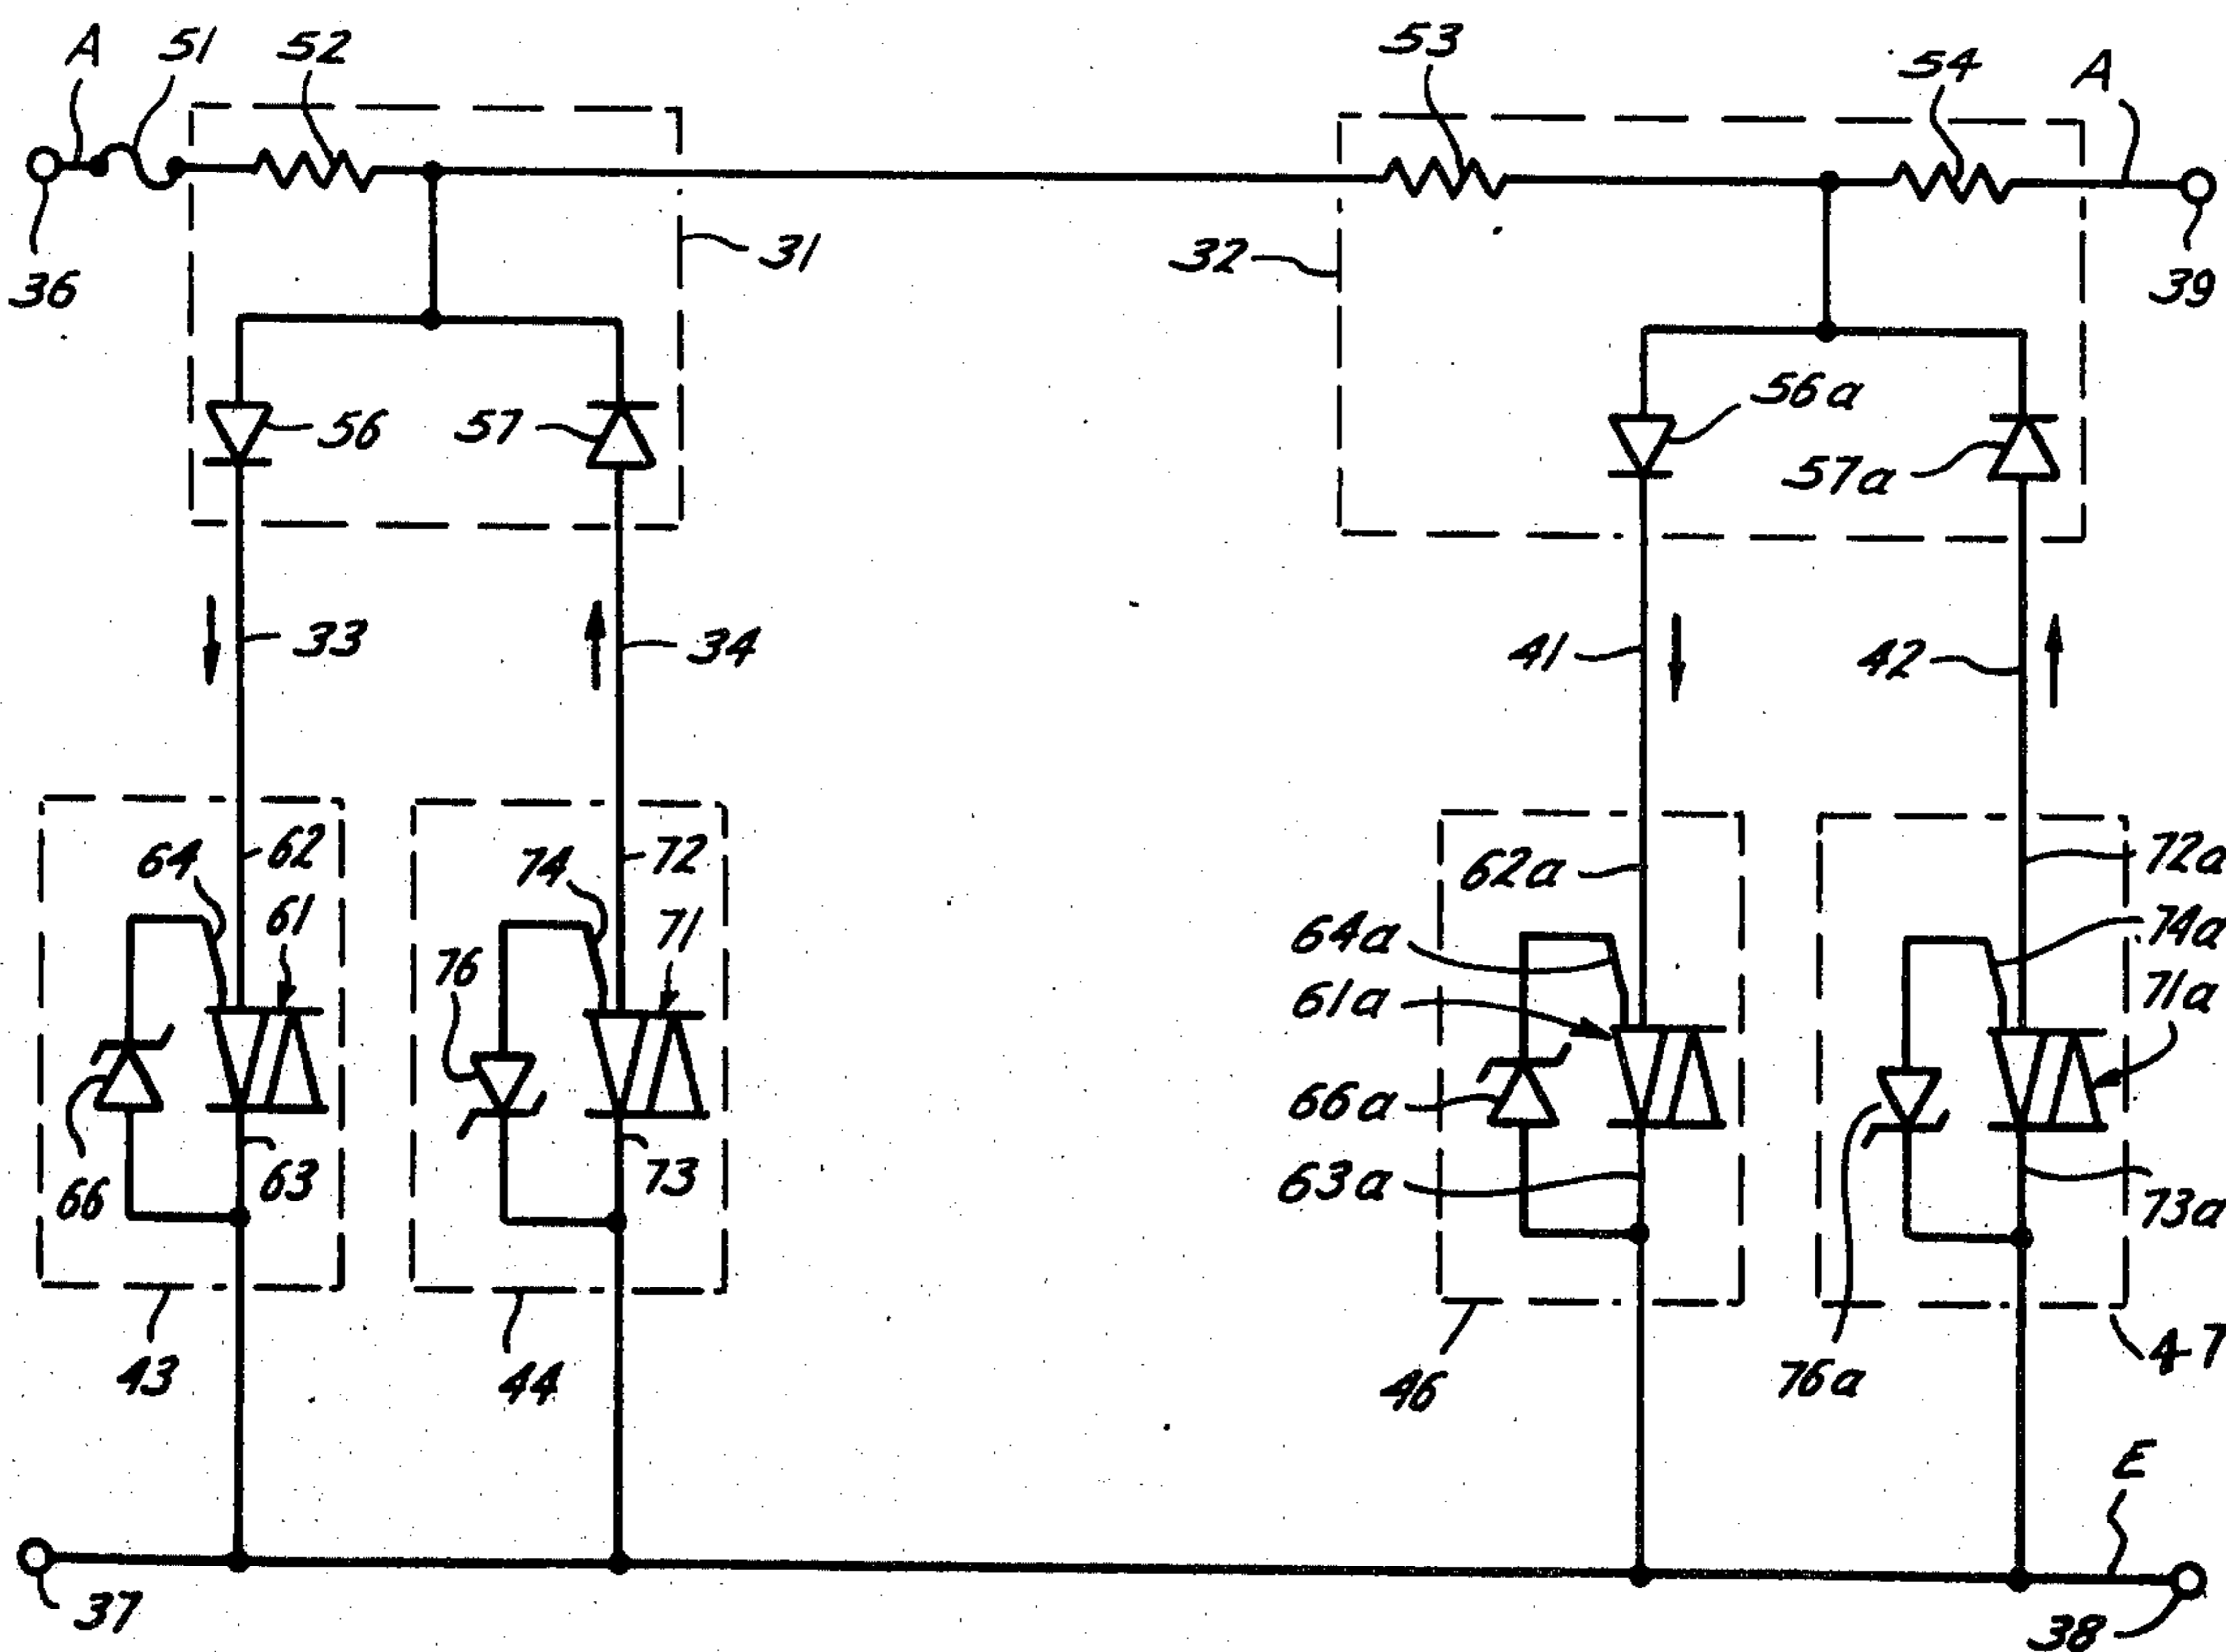 A 51 52 53 54 A
36 31 32 39
56 57 56a 57a
33 34 41 42
64 62 74 72 62a 72a
61 71 64a 74a
76 61a 71a
66 63 73 66a 63a 73a
43 44 46 76a 47
E
37 38